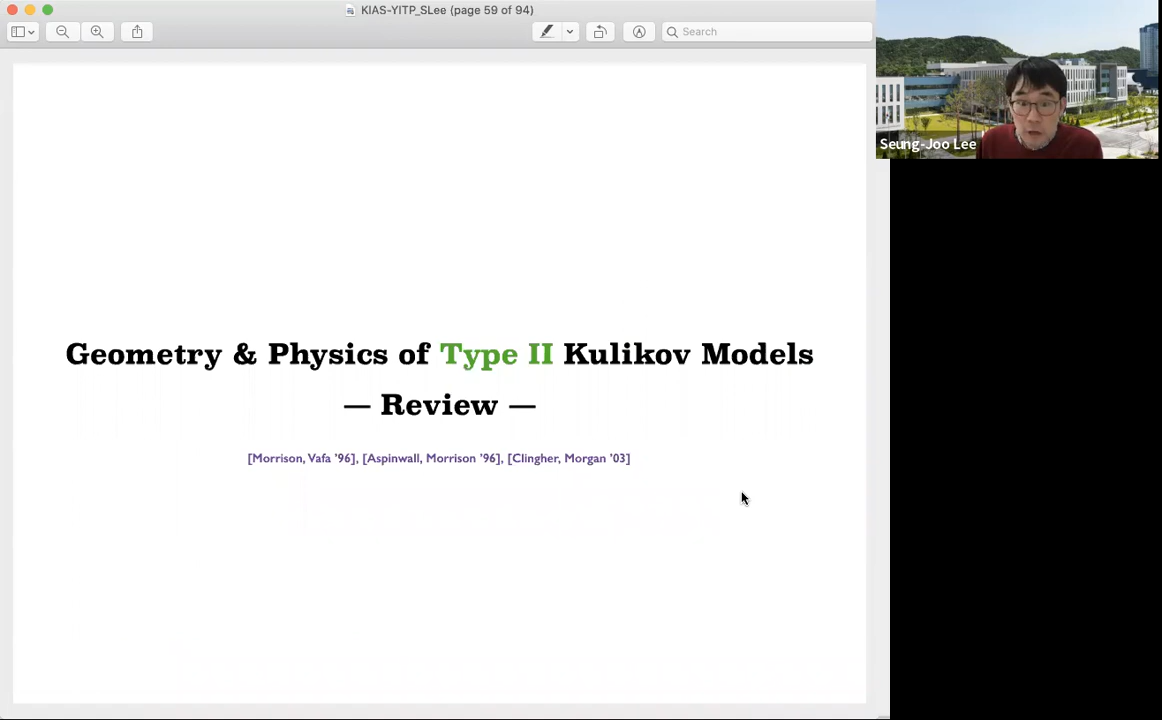 KIAS-YITP_SLee (page 59 of 94)
Search
Seung-Joo Lee
Geometry & Physics of Type II Kulikov Models
— Review —
[Morrison, Vafa '96], [Aspinwall, Morrison '96], [Clingher, Morgan '03]